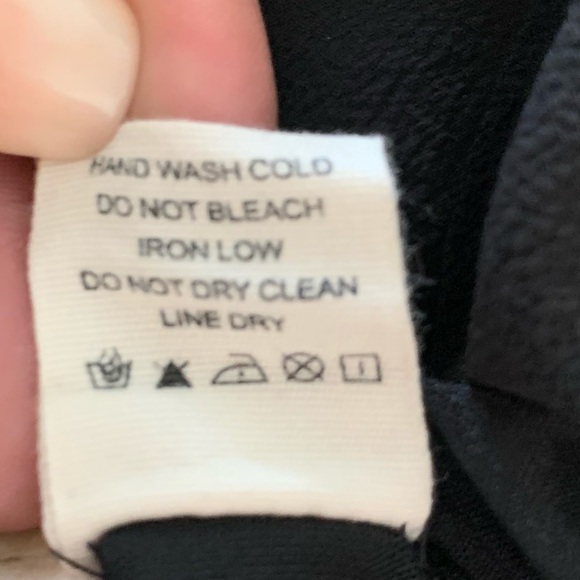 HAND WASH COLD
DO NOT BLEACH
IRON LOW
DO NOT DRY CLEAN
LINE DRY